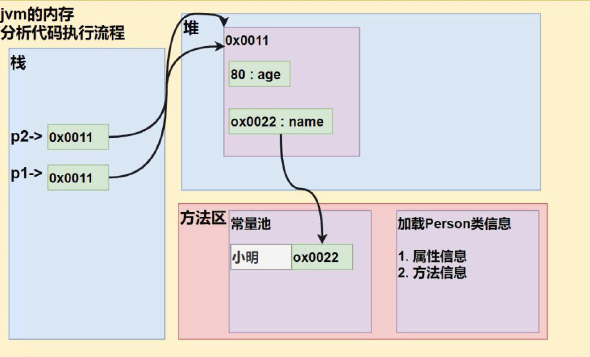 jvm的内存
分析代码执行流程
栈
p2-> 0x0011
p1-> 0x0011
堆
0x0011
80 : age
ox0022 : name
方法区
常量池
小明 ox0022
加载Person类信息
1. 属性信息
2. 方法信息